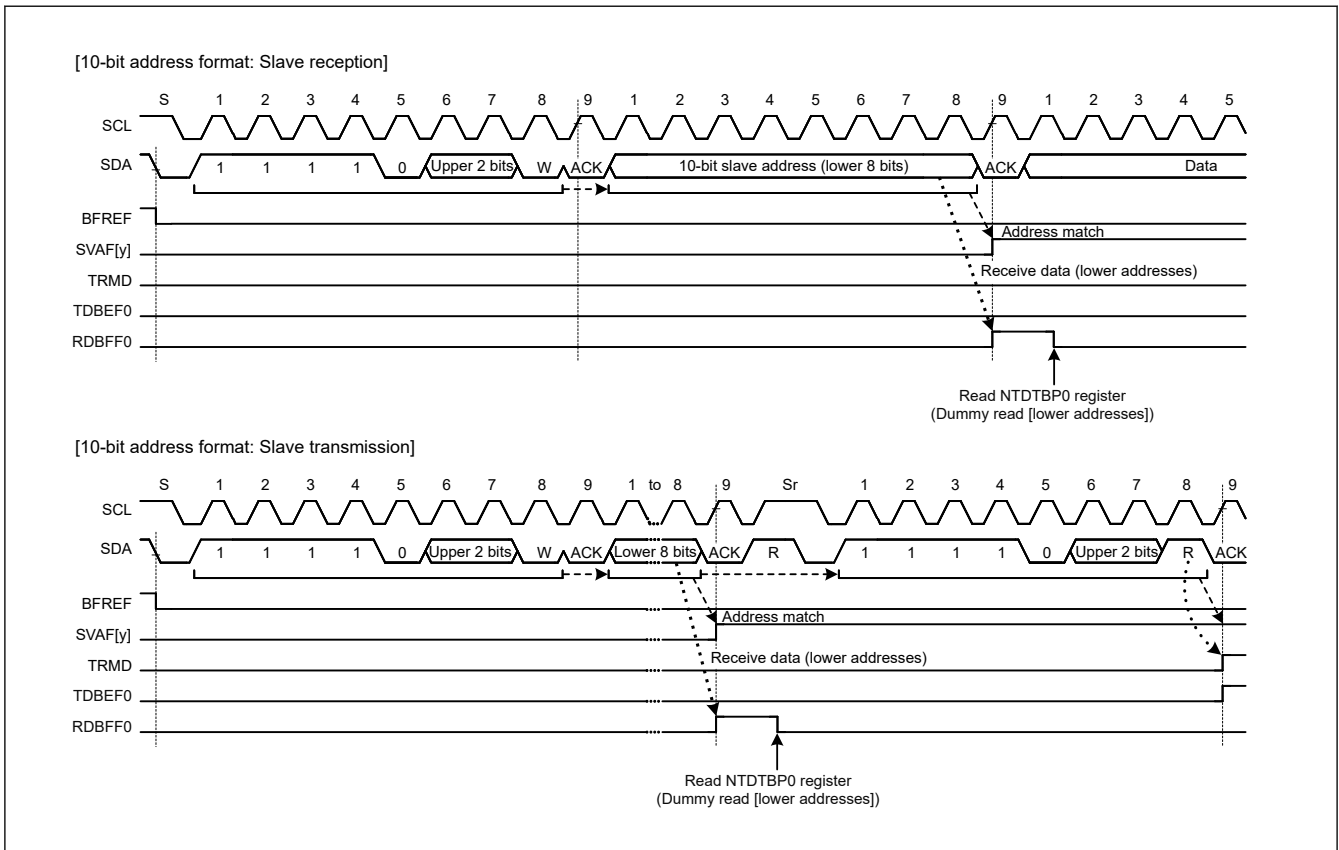 [10-bit address format: Slave reception]
S 1 2 3 4 5 6 7 8 9 1 2 3 4 5 6 7 8 9 1 2 3 4 5
SCL
SDA 1 1 1 1 0 Upper 2 bits W ACK 10-bit slave address (lower 8 bits) ACK Data
BFREF
Address match
SVAF[y]
Receive data (lower addresses)
TRMD
TDBEF0
RDBFF0
Read NTDTBP0 register
(Dummy read [lower addresses])
[10-bit address format: Slave transmission]
S 1 2 3 4 5 6 7 8 9 1 to 8 9 Sr 1 2 3 4 5 6 7 8 9
SCL
SDA 1 1 1 1 0 Upper 2 bits W ACK Lower 8 bits ACK R 1 1 1 1 0 Upper 2 bits R ACK
BFREF
Address match
SVAF[y]
Receive data (lower addresses)
TRMD
TDBEF0
RDBFF0
Read NTDTBP0 register
(Dummy read [lower addresses])